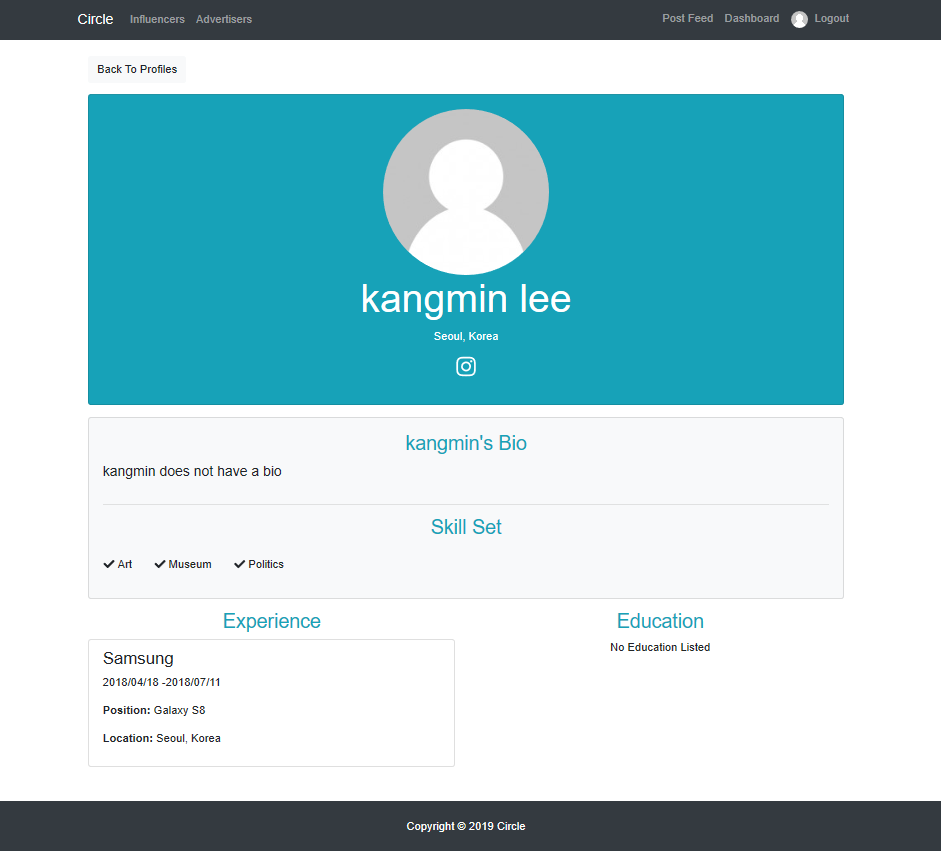 Circle Influencers Advertisers Post Feed Dashboard Logout
Back To Profiles
kangmin lee
Seoul, Korea
kangmin's Bio
kangmin does not have a bio
Skill Set
Art Museum Politics
Experience
Samsung
2018/04/18 -2018/07/11
Position: Galaxy S8
Location: Seoul, Korea
Education
No Education Listed
Copyright © 2019 Circle